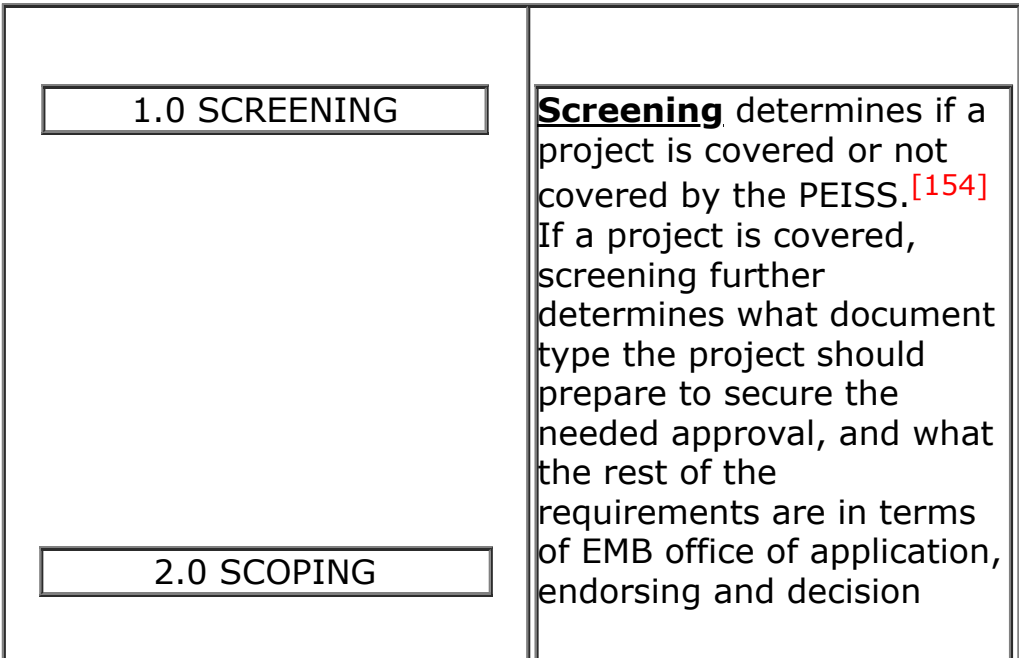 1.0 SCREENING
Screening determines if a
project is covered or not
covered by the PEISS.[154]
If a project is covered,
screening further
determines what document
type the project should
prepare to secure the
needed approval, and what
the rest of the
requirements are in terms
of EMB office of application,
endorsing and decision
2.0 SCOPING